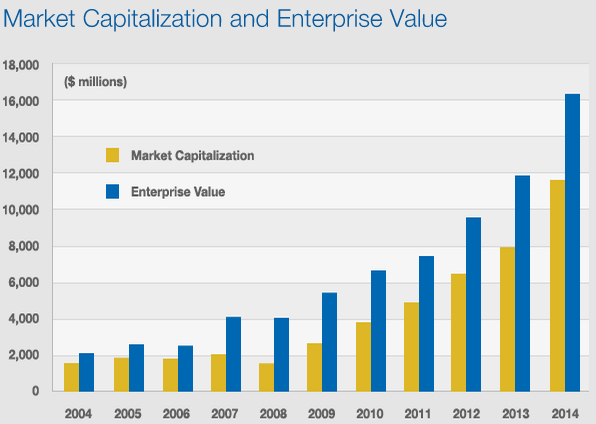 Market Capitalization and Enterprise Value
18,000
($ millions)
16,000
14,000
Market Capitalization
12,000
Enterprise Value
10,000
8,000
6,000
4,000
2,000
0
2004 2005 2006 2007 2008 2009 2010 2011 2012 2013 2014